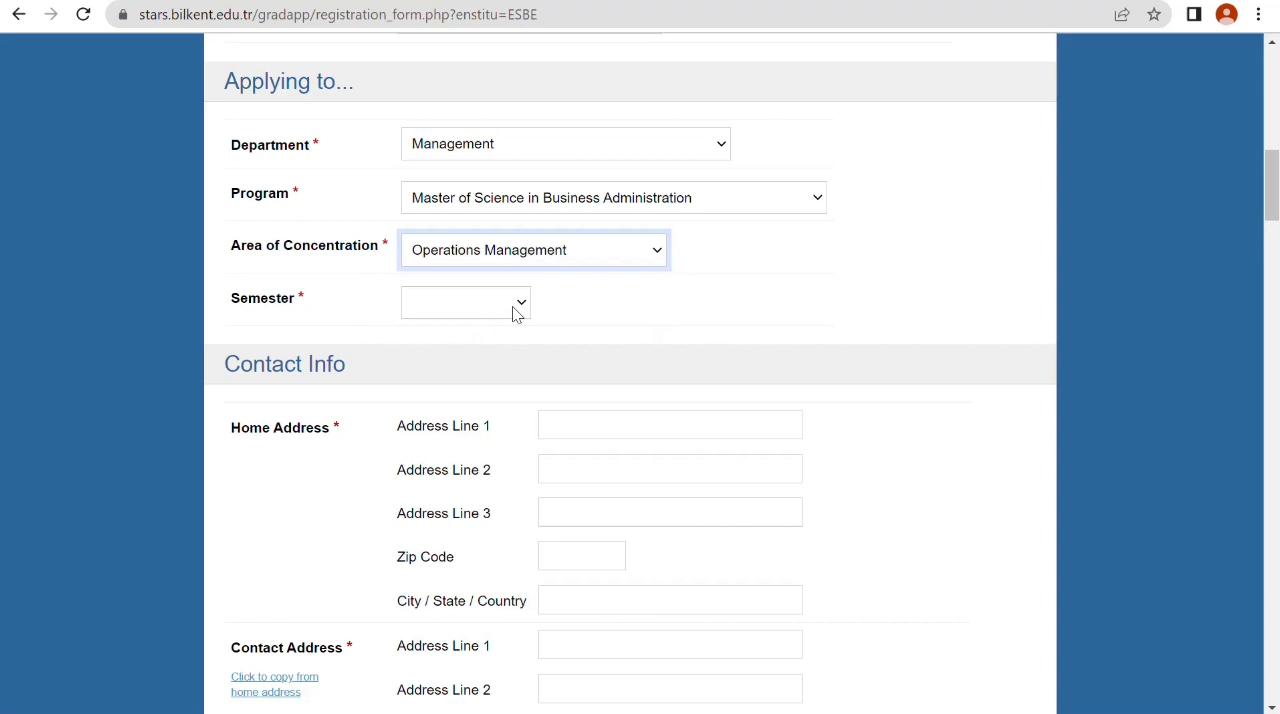 stars.bilkent.edu.tr/gradapp/registration_form.php?enstitu=ESBE
Applying to...
Department *
Management
Program *
Master of Science in Business Administration
Area of Concentration *
Operations Management
Semester *
Contact Info
Home Address *
Address Line 1
Address Line 2
Address Line 3
Zip Code
City / State / Country
Contact Address *
Address Line 1
Click to copy from
home address
Address Line 2